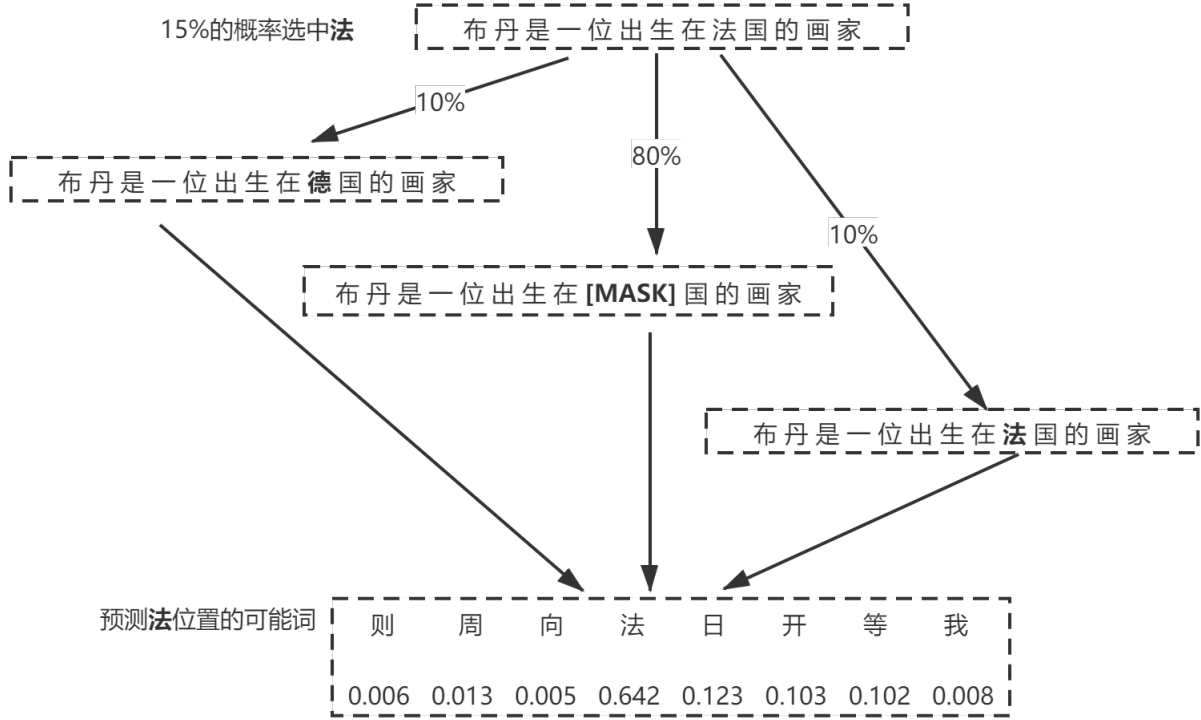 15%的概率选中法
布丹是一位出生在法国的画家
10%
布丹是一位出生在德国的画家
80%
10%
布丹是一位出生在[MASK]国的画家
布丹是一位出生在法国的画家
预测法位置的可能词
则 周 向 法 日 开 等 我
0.006 0.013 0.005 0.642 0.123 0.103 0.102 0.008